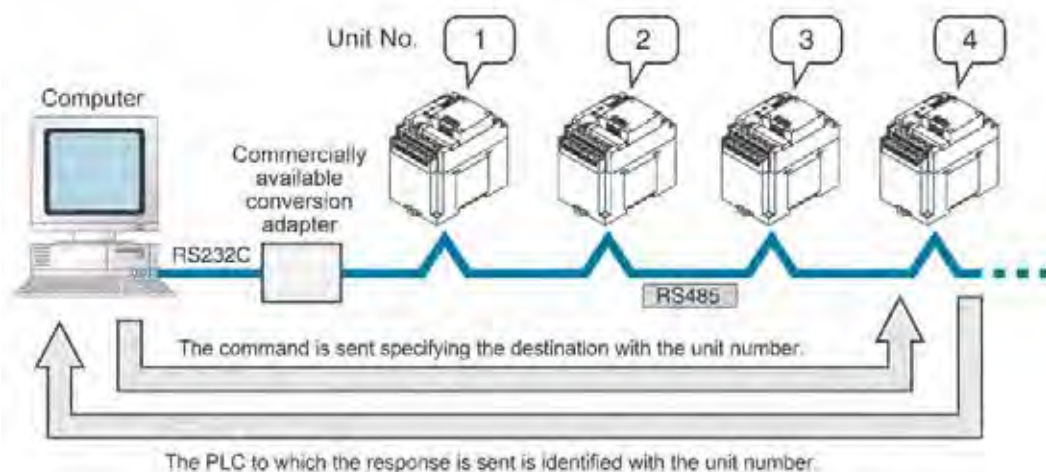 Unit No.
1
2
3
4
Computer
Commercially
available
conversion
adapter
RS232C
RS485
The command is sent specifying the destination with the unit number.
The PLC to which the response is sent is identified with the unit number.